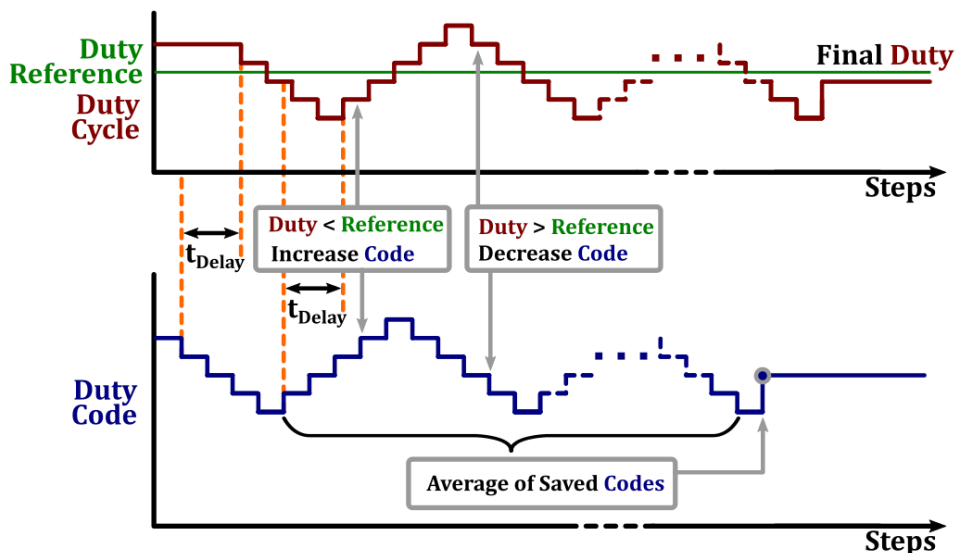 Duty
Reference
Duty
Cycle
Final Duty
Steps
Duty < Reference
Increase Code
Duty > Reference
Decrease Code
tDelay
tDelay
Duty
Code
Average of Saved Codes
Steps